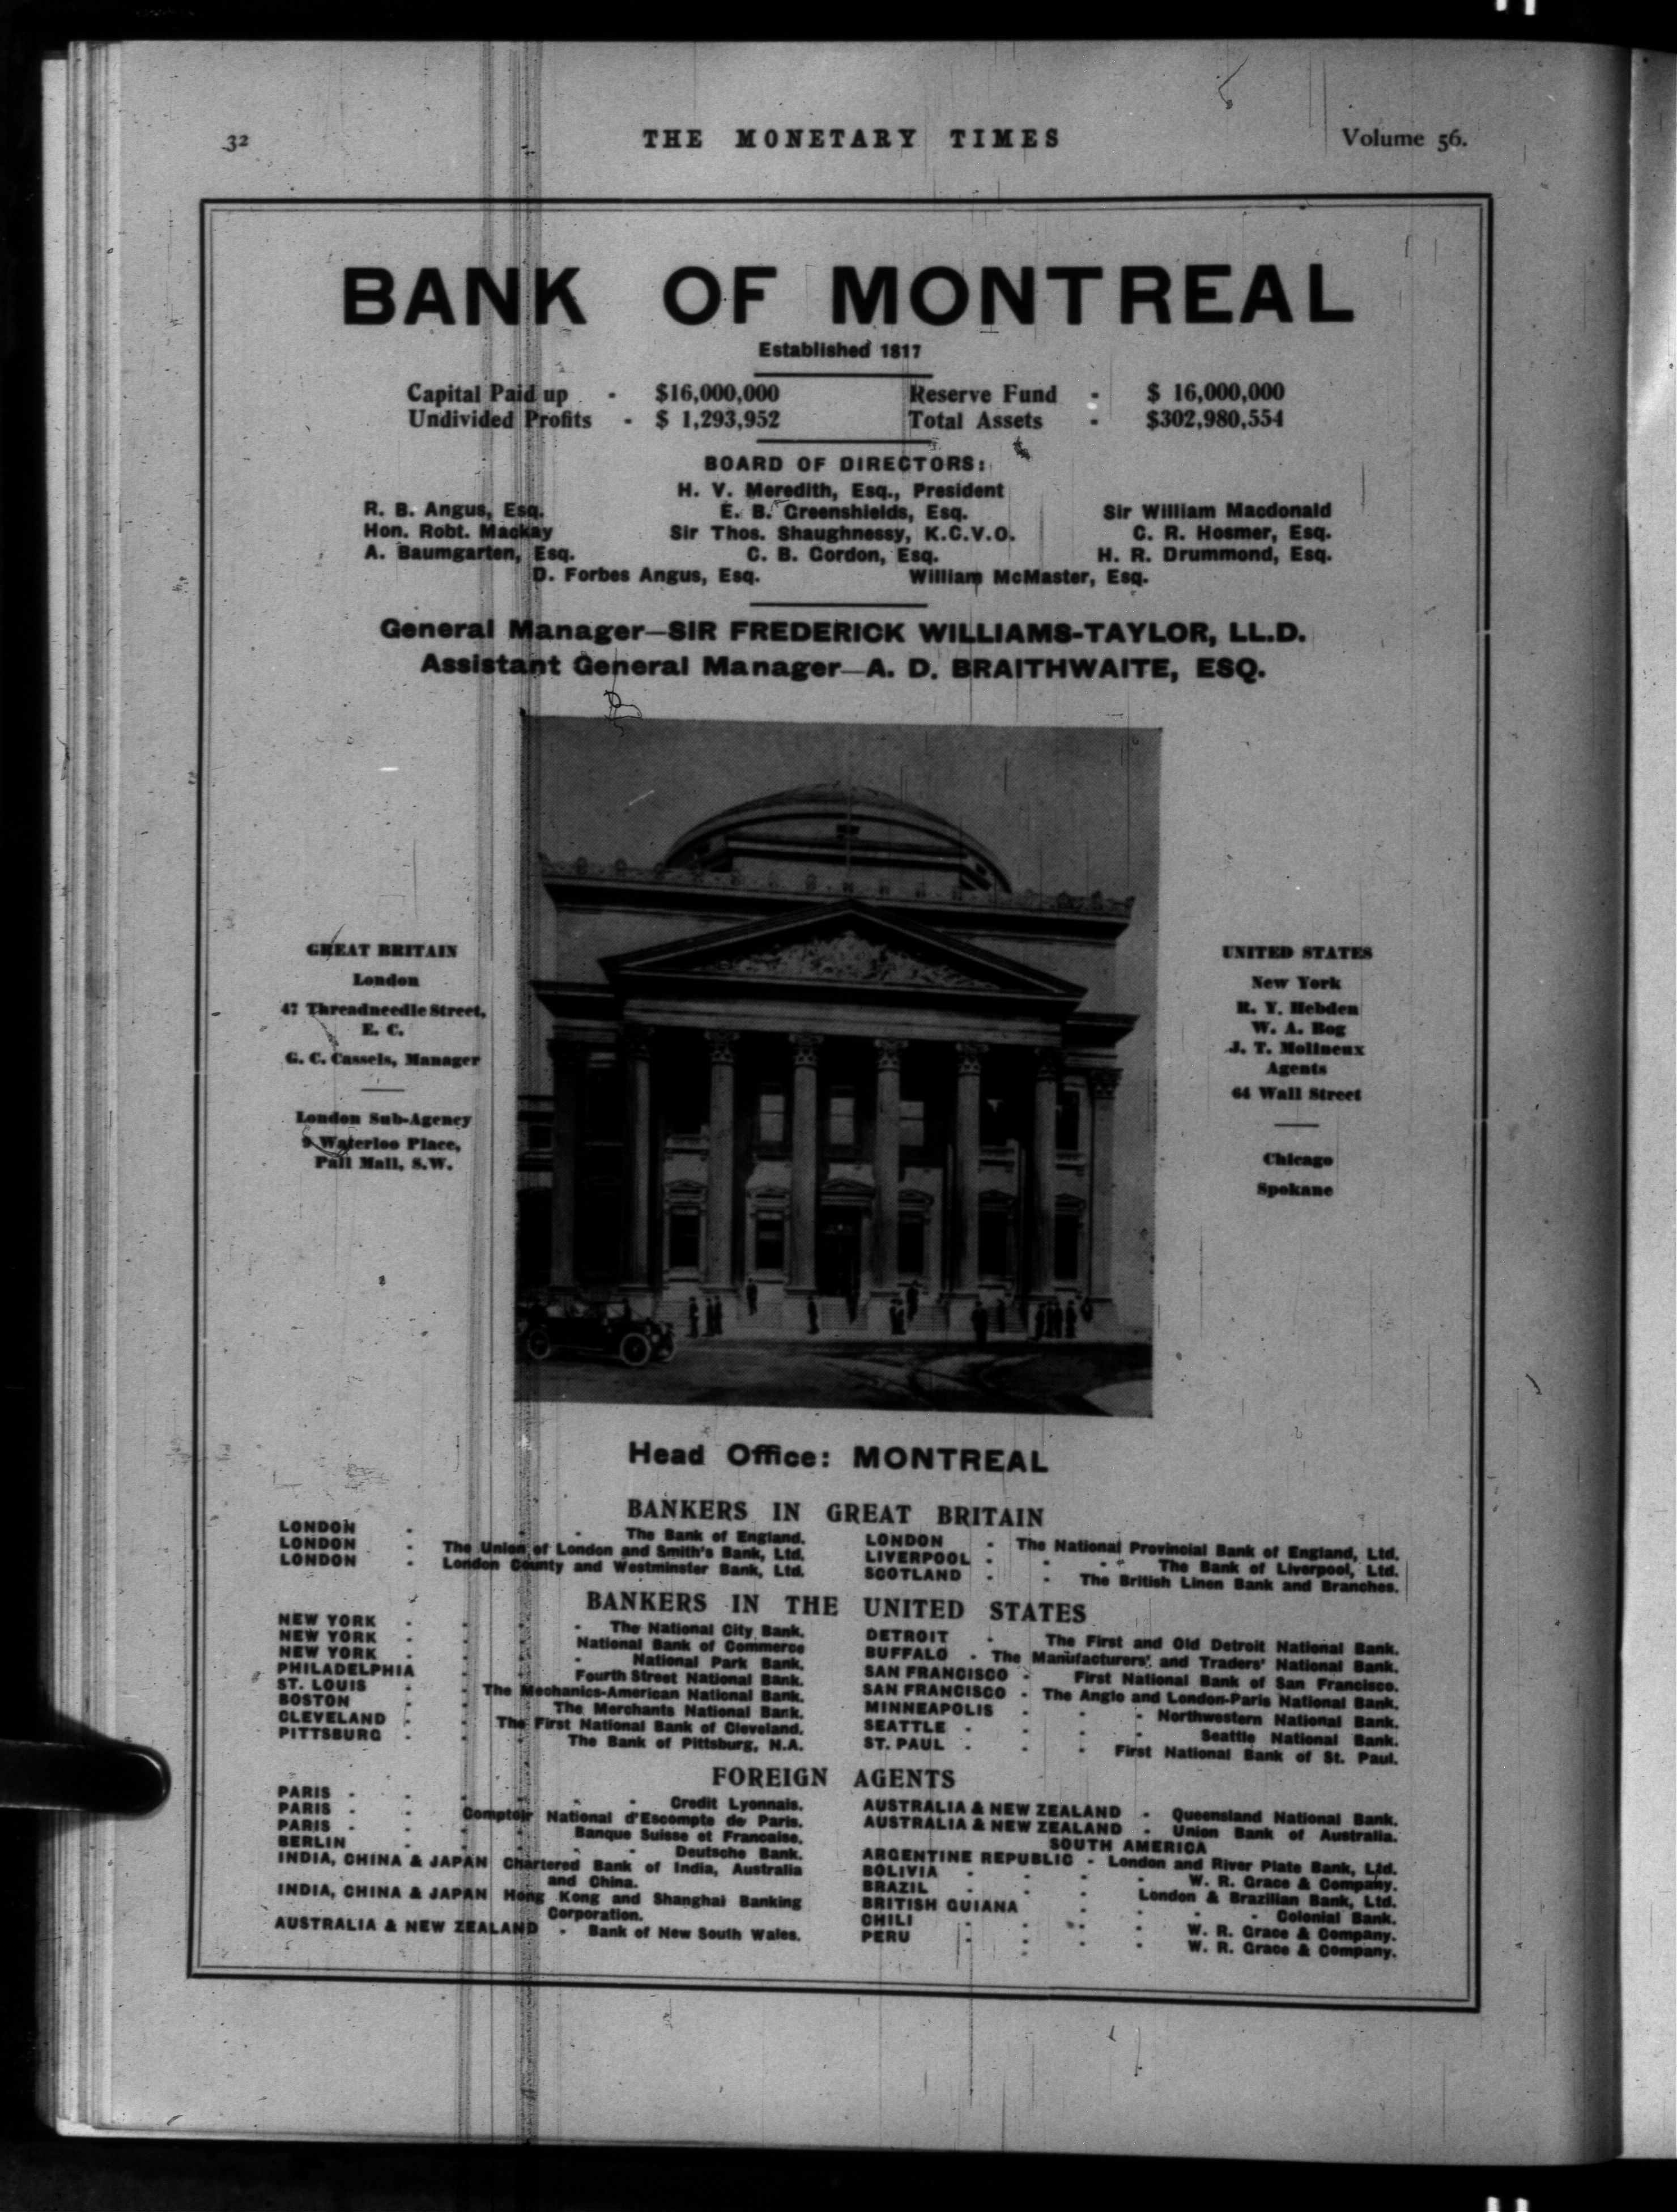 32 THE MONETARY TIMES Volume 56.
BANK OF MONTREAL
Established 1817
Capital Paid up - $16,000,000 Reserve Fund - $ 16,000,000
Undivided Profits - $ 1,293,952 Total Assets - $302,980,554
BOARD OF DIRECTORS:
H. V. Meredith, Esq., President
R. B. Angus, Esq. E. B. Greenshields, Esq. Sir William Macdonald
Hon. Robt. Mackay Sir Thos. Shaughnessy, K.C.V.O. C. R. Hosmer, Esq.
A. Baumgarten, Esq. C. B. Gordon, Esq. H. R. Drummond, Esq.
D. Forbes Angus, Esq. William McMaster, Esq.
General Manager—SIR FREDERICK WILLIAMS-TAYLOR, LL.D.
Assistant General Manager—A. D. BRAITHWAITE, ESQ.
GREAT BRITAIN
London
47 Threadneedle Street,
E. C.
G. C. Cassels, Manager
London Sub-Agency
9 Waterloo Place,
Pall Mall, S.W.
UNITED STATES
New York
R. Y. Hebden
W. A. Bog
J. T. Molineux
Agents
64 Wall Street
Chicago
Spokane
Head Office: MONTREAL
BANKERS IN GREAT BRITAIN
LONDON - - The Bank of England.
LONDON - The Union of London and Smith's Bank, Ltd.
LONDON - London County and Westminster Bank, Ltd.
LONDON - The National Provincial Bank of England, Ltd.
LIVERPOOL - - - The Bank of Liverpool, Ltd.
SCOTLAND - - The British Linen Bank and Branches.
BANKERS IN THE UNITED STATES
NEW YORK - - - The National City Bank.
NEW YORK - - National Bank of Commerce
NEW YORK - - - National Park Bank.
PHILADELPHIA - Fourth Street National Bank.
ST. LOUIS - - The Mechanics-American National Bank.
BOSTON - - The Merchants National Bank.
CLEVELAND - - The First National Bank of Cleveland.
PITTSBURG - - The Bank of Pittsburg, N.A.
DETROIT - The First and Old Detroit National Bank.
BUFFALO - The Manufacturers' and Traders' National Bank.
SAN FRANCISCO - First National Bank of San Francisco.
SAN FRANCISCO - The Anglo and London-Paris National Bank.
MINNEAPOLIS - - - Northwestern National Bank.
SEATTLE - - - - Seattle National Bank.
ST. PAUL - - - First National Bank of St. Paul.
FOREIGN AGENTS
PARIS - - - - Credit Lyonnais.
PARIS - - Comptoir National d'Escompte de Paris.
PARIS - - - Banque Suisse et Francaise.
BERLIN - - - Deutsche Bank.
INDIA, CHINA & JAPAN Chartered Bank of India, Australia
and China.
INDIA, CHINA & JAPAN Hong Kong and Shanghai Banking
Corporation.
AUSTRALIA & NEW ZEALAND - Bank of New South Wales.
AUSTRALIA & NEW ZEALAND - Queensland National Bank.
AUSTRALIA & NEW ZEALAND - Union Bank of Australia.
SOUTH AMERICA
ARGENTINE REPUBLIC - London and River Plate Bank, Ltd.
BOLIVIA - - - - W. R. Grace & Company.
BRAZIL - - - London & Brazilian Bank, Ltd.
BRITISH GUIANA - - - Colonial Bank.
CHILI - - - - W. R. Grace & Company.
PERU - - - - W. R. Grace & Company.